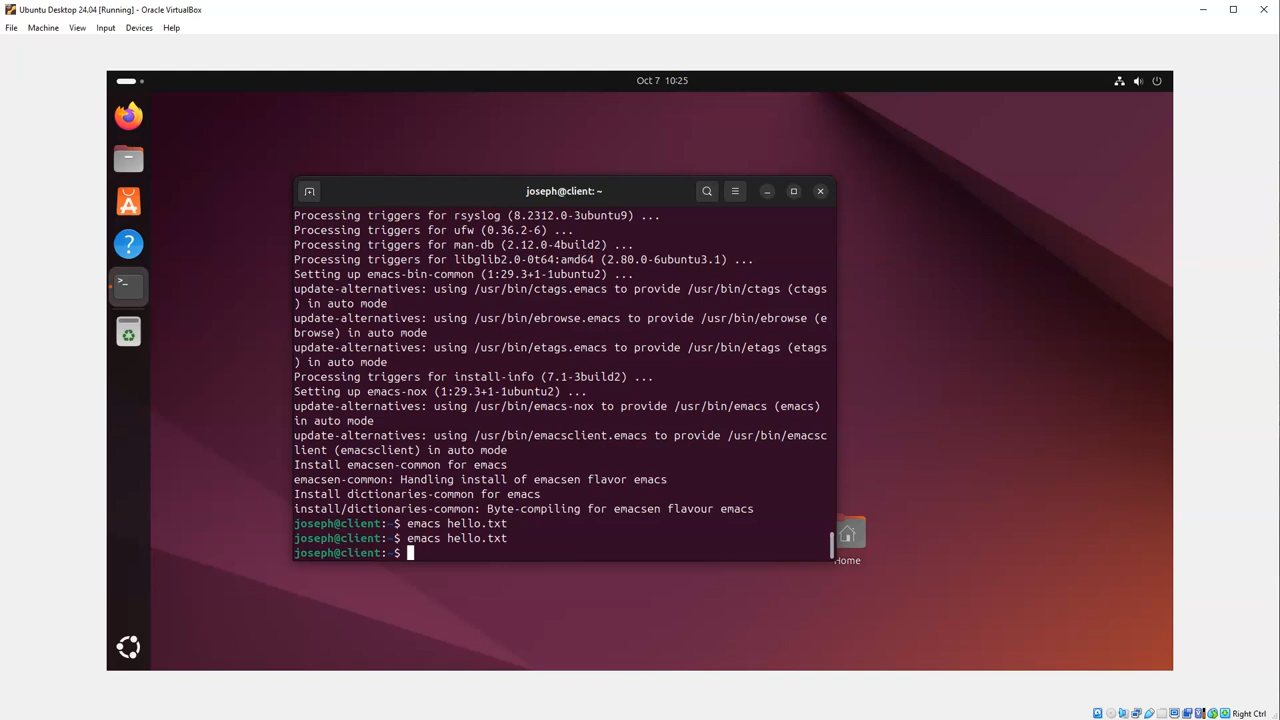 Ubuntu Desktop 24.04 [Running] - Oracle VirtualBox
File Machine View Input Devices Help
Oct 7 10:25
joseph@client: ~
Processing triggers for rsyslog (8.2312.0-3ubuntu9) ...
Processing triggers for ufw (0.36.2-6) ...
Processing triggers for man-db (2.12.0-4build2) ...
Processing triggers for libglib2.0-0t64:amd64 (2.80.0-6ubuntu3.1) ...
Setting up emacs-bin-common (1:29.3+1-1ubuntu2) ...
update-alternatives: using /usr/bin/ctags.emacs to provide /usr/bin/ctags (ctags
) in auto mode
update-alternatives: using /usr/bin/ebrowse.emacs to provide /usr/bin/ebrowse (e
browse) in auto mode
update-alternatives: using /usr/bin/etags.emacs to provide /usr/bin/etags (etags
) in auto mode
Processing triggers for install-info (7.1-3build2) ...
Setting up emacs-nox (1:29.3+1-1ubuntu2) ...
update-alternatives: using /usr/bin/emacs-nox to provide /usr/bin/emacs (emacs)
in auto mode
update-alternatives: using /usr/bin/emacsclient.emacs to provide /usr/bin/emacsc
lient (emacsclient) in auto mode
Install emacsen-common for emacs
emacsen-common: Handling install of emacsen flavor emacs
Install dictionaries-common for emacs
install/dictionaries-common: Byte-compiling for emacsen flavour emacs
joseph@client:~$ emacs hello.txt
joseph@client:~$ emacs hello.txt
joseph@client:~$
Home
Right Ctrl